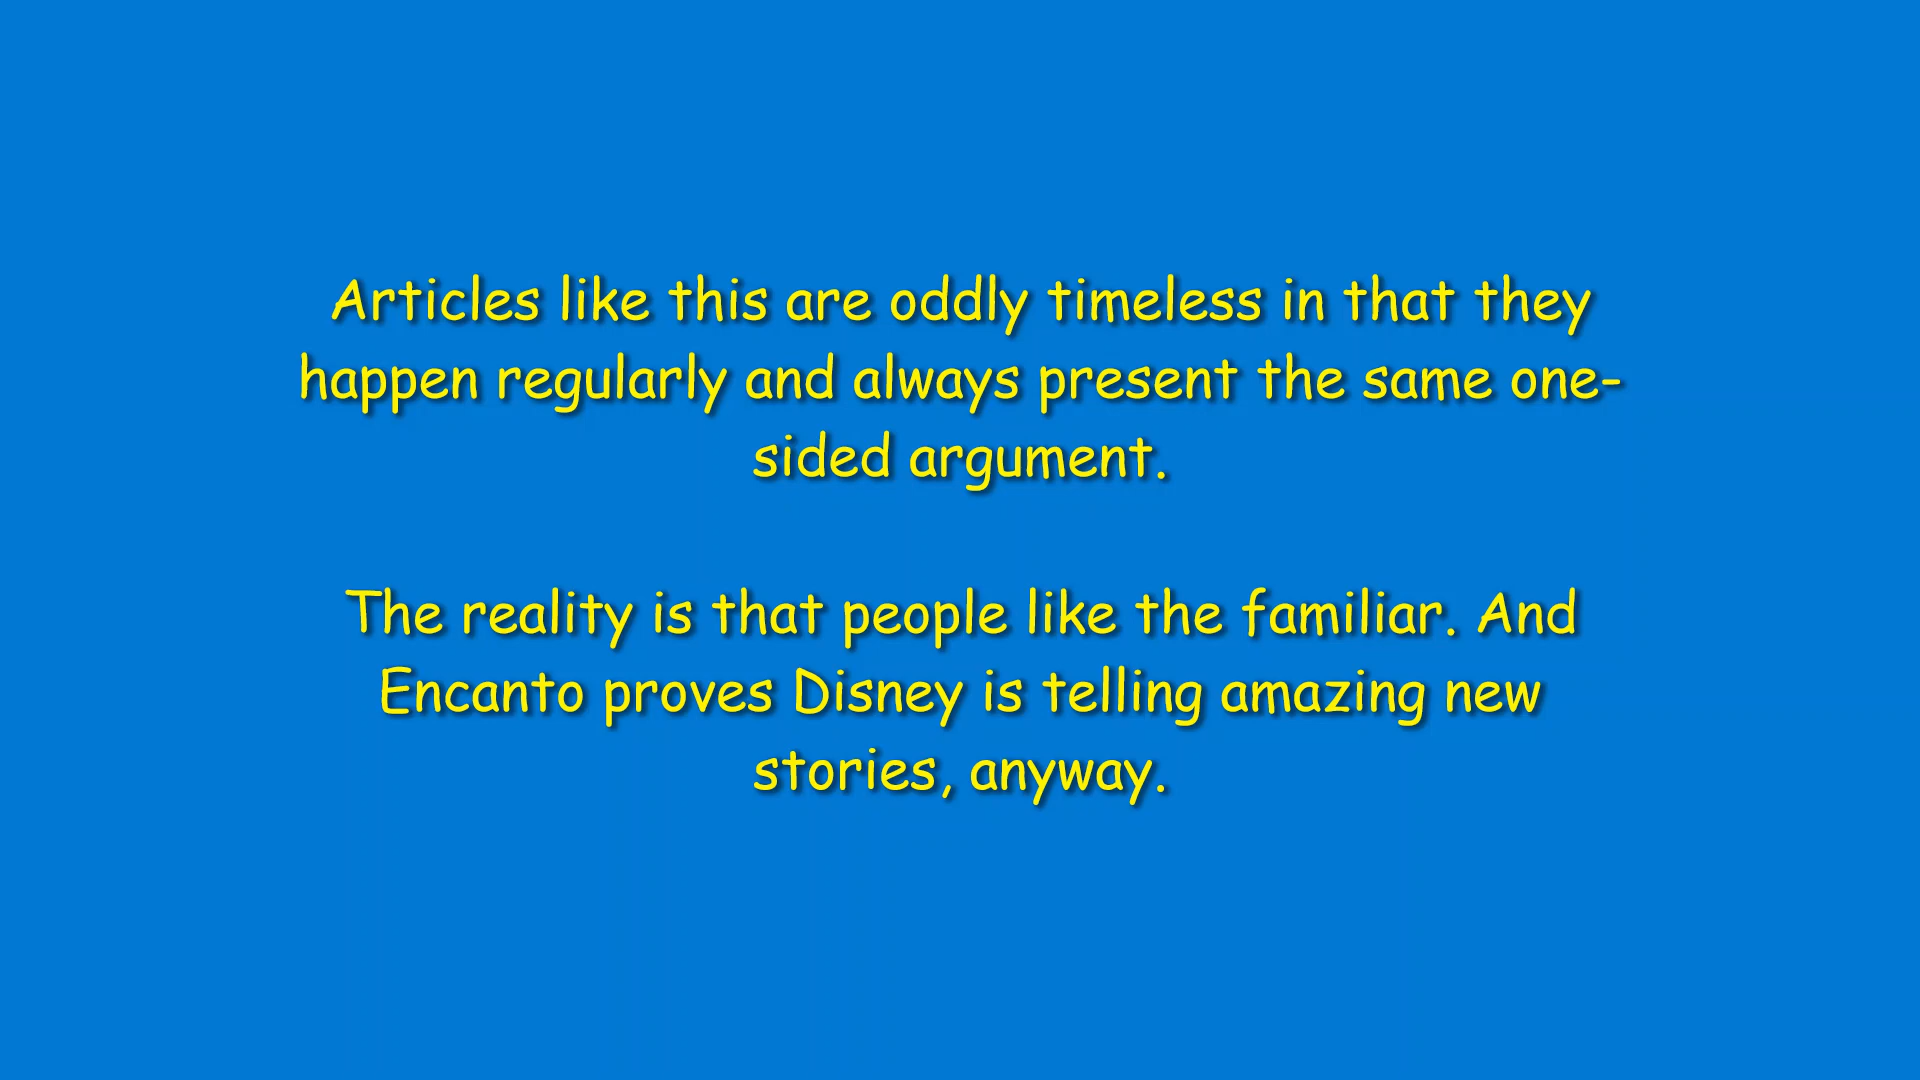 Articles like this are oddly timeless in that they
happen regularly and always present the same one-
sided argument.
The reality is that people like the familiar. And
Encanto proves Disney is telling amazing new
stories, anyway.